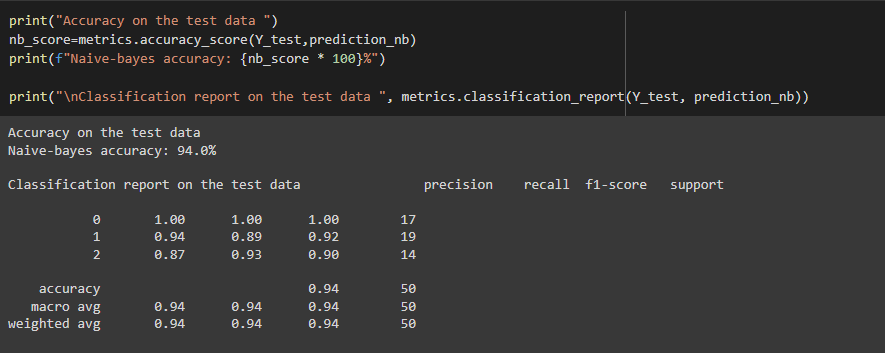 print("Accuracy on the test data ")
nb_score=metrics.accuracy_score(Y_test,prediction_nb)
print(f"Naive-bayes accuracy: {nb_score * 100}%")
print("\nClassification report on the test data ", metrics.classification_report(Y_test, prediction_nb))
Accuracy on the test data
Naive-bayes accuracy: 94.0%
Classification report on the test data precision recall f1-score support
0 1.00 1.00 1.00 17
1 0.94 0.89 0.92 19
2 0.87 0.93 0.90 14
accuracy 0.94 50
macro avg 0.94 0.94 0.94 50
weighted avg 0.94 0.94 0.94 50